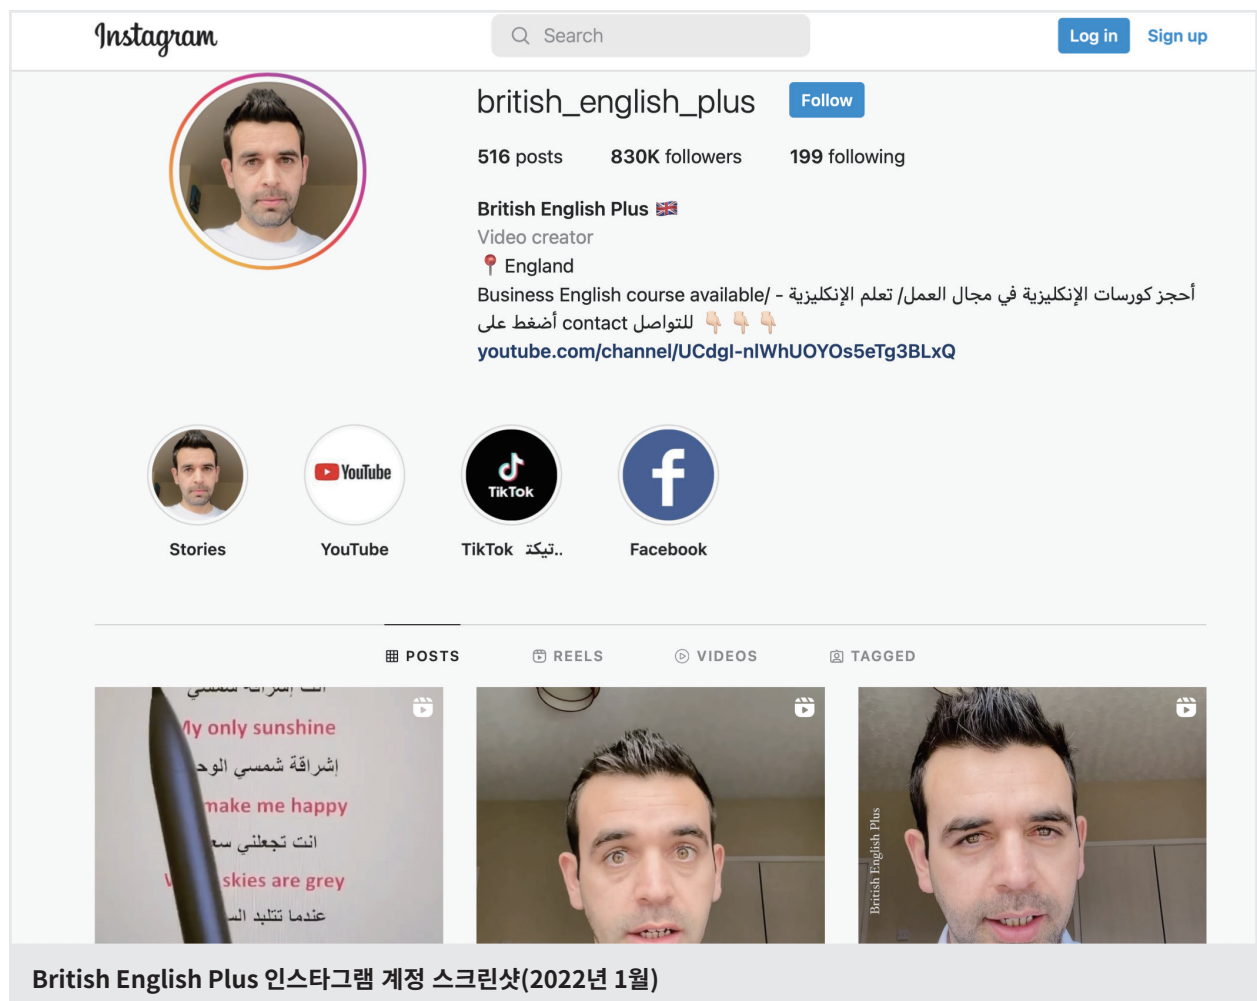 Instagram
Search
Log in
Sign up
british_english_plus
Follow
516 posts 830K followers 199 following
British English Plus
Video creator
England
Business English course available/ - أحجز كورسات الإنكليزية في مجال العمل/ تعلم الإنكليزية
أضغط على contact للتواصل
youtube.com/channel/UCdgI-nlWhUOYOs5eTg3BLxQ
YouTube
TikTok
Stories
YouTube
TikTok تيكت..
Facebook
POSTS
REELS
VIDEOS
TAGGED
انت إشراقة شمسي
My only sunshine
إشراقة شمسي
make me happy
انت تجعلني
skies are grey
عندما تتلبد
British English Plus
British English Plus 인스타그램 계정 스크린샷(2022년 1월)